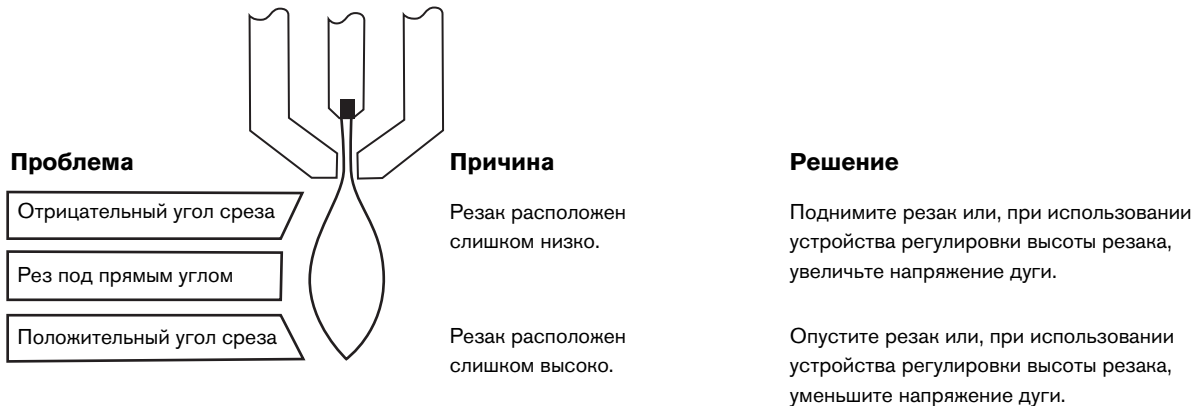 Проблема
Причина
Решение
Отрицательный угол среза
Резак расположен
слишком низко.
Поднимите резак или, при использовании
устройства регулировки высоты резака,
увеличьте напряжение дуги.
Рез под прямым углом
Положительный угол среза
Резак расположен
слишком высоко.
Опустите резак или, при использовании
устройства регулировки высоты резака,
уменьшите напряжение дуги.